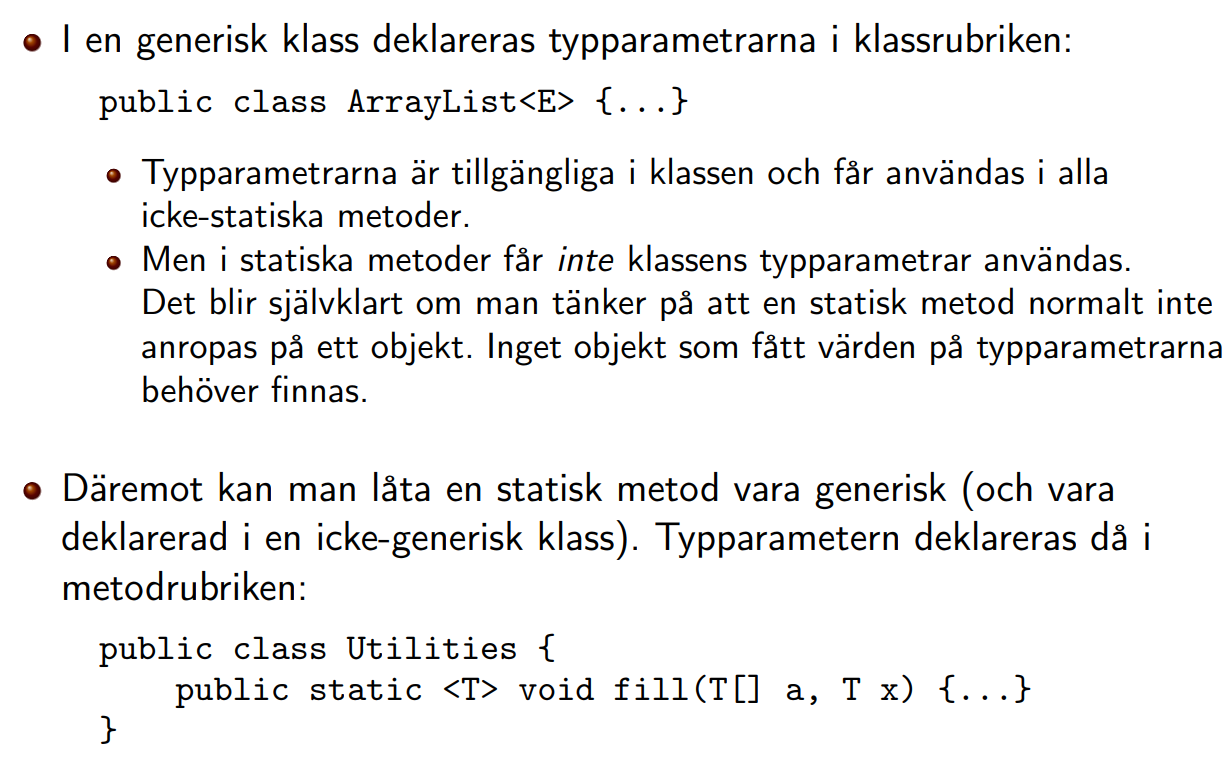 I en generisk klass deklareras typparametrarna i klassrubriken:
public class ArrayList<E> {...}
Typparametrarna är tillgängliga i klassen och får användas i alla
icke-statiska metoder.
Men i statiska metoder får inte klassens typparametrar användas.
Det blir självklart om man tänker på att en statisk metod normalt inte
anropas på ett objekt. Inget objekt som fått värden på typparametrarna
behöver finnas.
Däremot kan man låta en statisk metod vara generisk (och vara
deklarerad i en icke-generisk klass). Typparametern deklareras då i
metodrubriken:
public class Utilities {
    public static <T> void fill(T[] a, T x) {...}
}